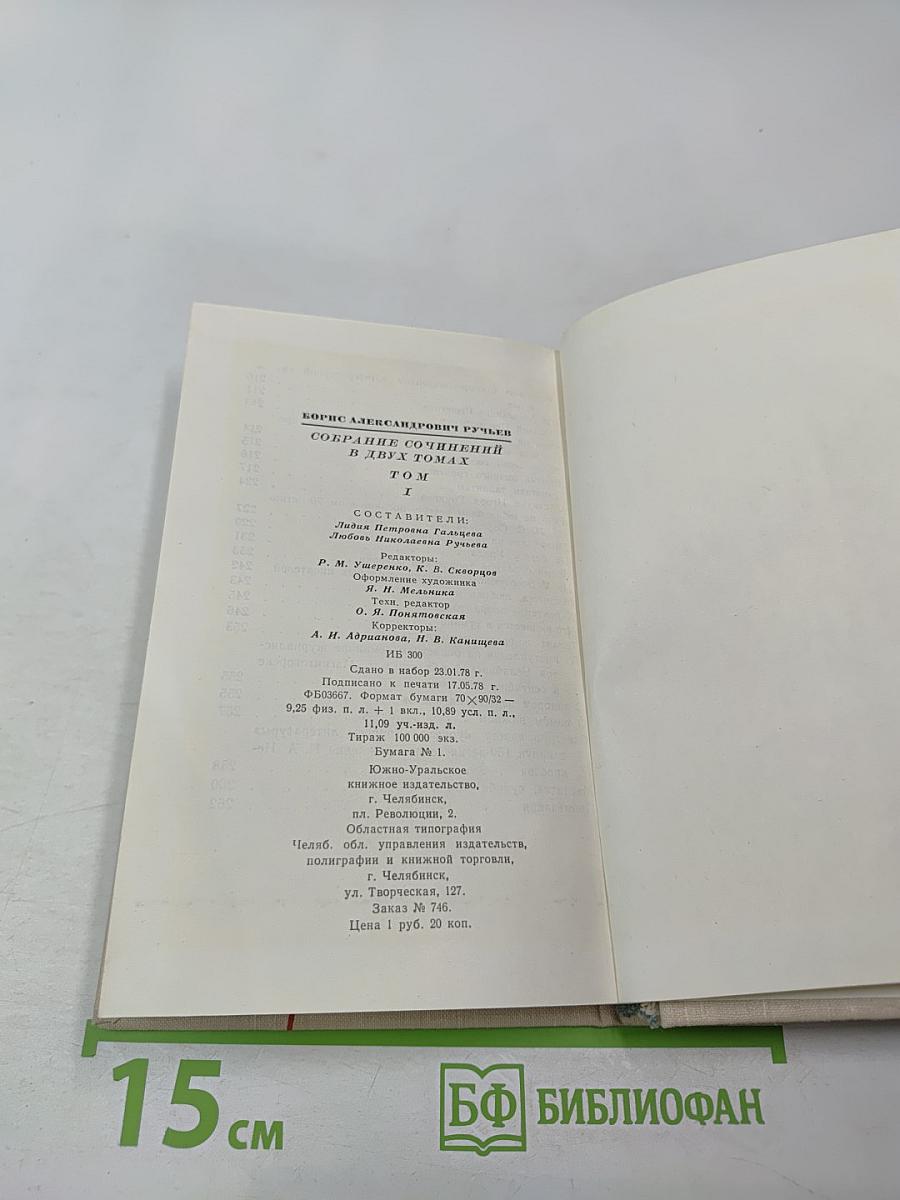 БОРИС АЛЕКСАНДРОВИЧ РУЧЬЕВ
СОБРАНИЕ СОЧИНЕНИЙ
В ДВУХ ТОМАХ
ТОМ
I
СОСТАВИТЕЛИ:
Лидия Петровна Гальцева
Любовь Николаевна Ручьева
Редакторы:
Р. М. Ушеренко, К. В. Скворцов
Оформление художника
Я. Н. Мельника
Техн. редактор
О. Я. Понятовская
Корректоры:
А. И. Адрианова, Н. В. Канищева
ИБ 300
Сдано в набор 23.01.78 г.
Подписано к печати 17.05.78 г.
ФБ03667. Формат бумаги 70×90/32 —
9,25 физ. п. л. + 1 вкл., 10,89 усл. п. л.,
11,09 уч.-изд. л.
Тираж 100 000 экз.
Бумага № 1.
Южно-Уральское
книжное издательство,
г. Челябинск,
пл. Революции, 2.
Областная типография
Челяб. обл. управления издательств,
полиграфии и книжной торговли,
г. Челябинск,
ул. Творческая, 127.
Заказ № 746.
Цена 1 руб. 20 коп.
15 см
БФ БИБЛИОФАН